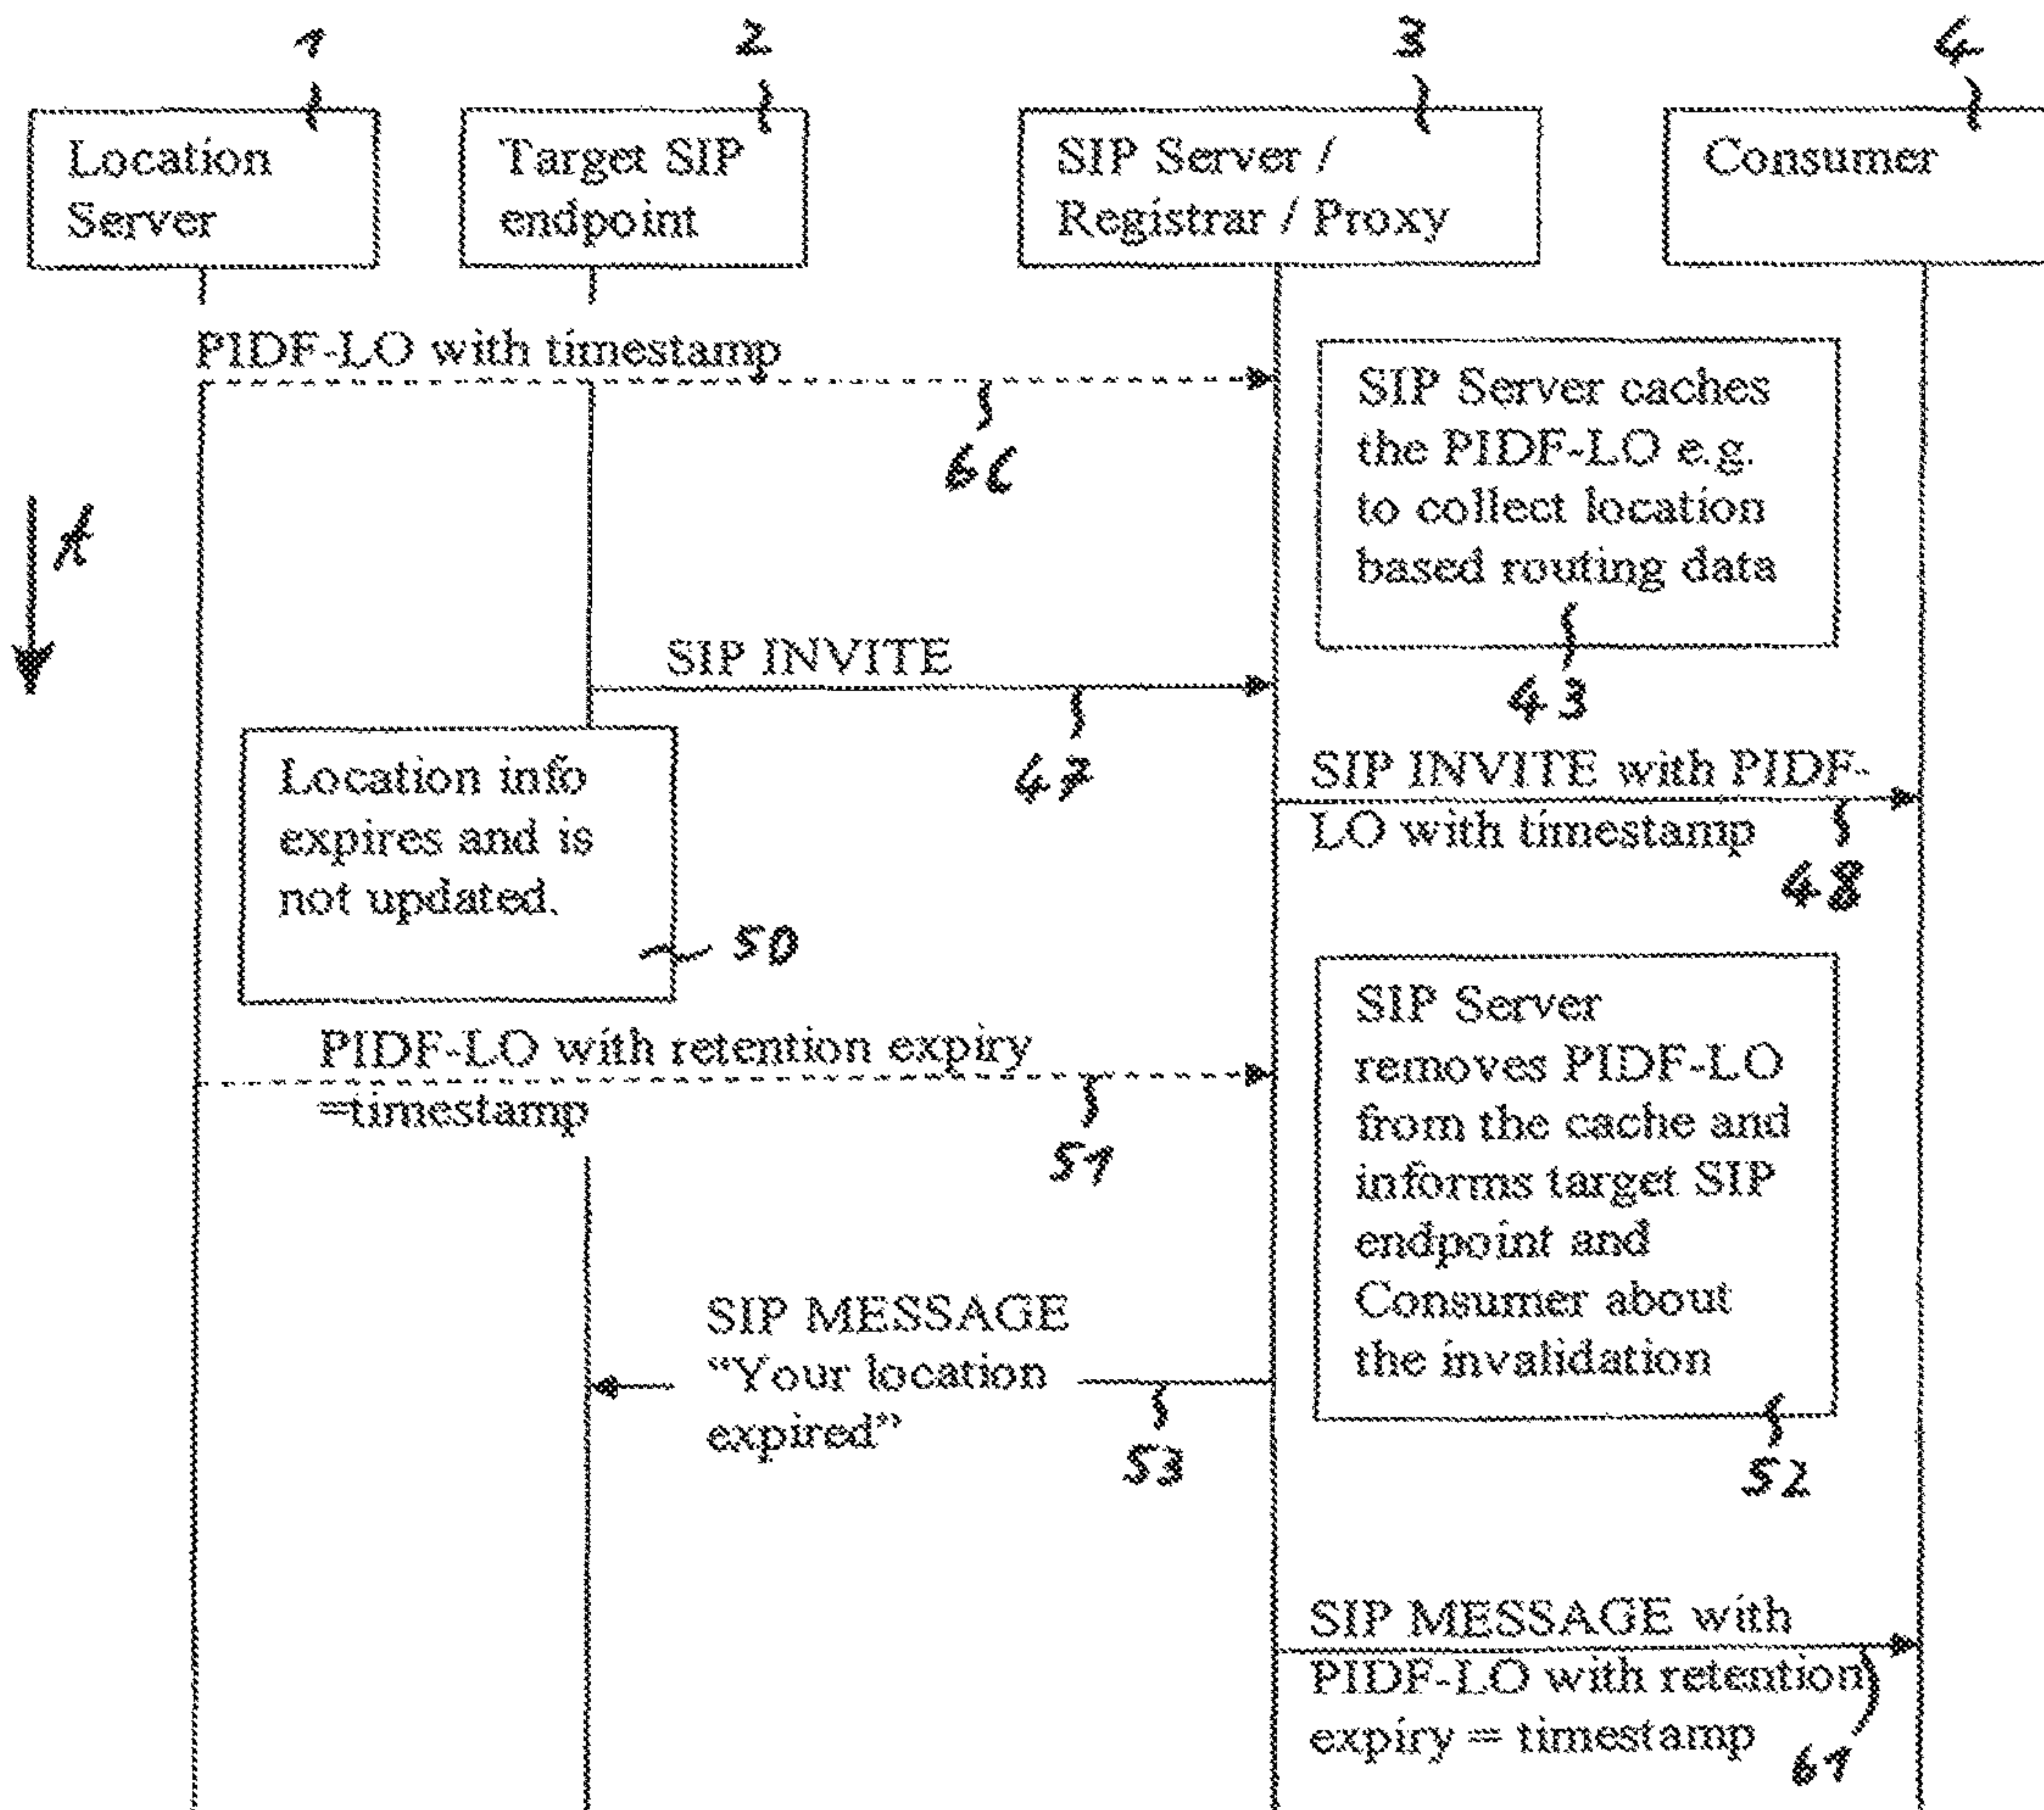 1
2
3
4
Location
Server
Target SIP
endpoint
SIP Server /
Registrar / Proxy
Consumer
PIDF-LO with timestamp
66
SIP Server caches
the PIDF-LO e.g.
to collect location
based routing data
43
SIP INVITE
47
Location info
expires and is
not updated.
50
SIP INVITE with PIDF-
LO with timestamp
48
PIDF-LO with retention expiry
=timestamp
51
SIP Server
removes PIDF-LO
from the cache and
informs target SIP
endpoint and
Consumer about
the invalidation
52
SIP MESSAGE
“Your location
expired”
53
SIP MESSAGE with
PIDF-LO with retention
expiry = timestamp
61